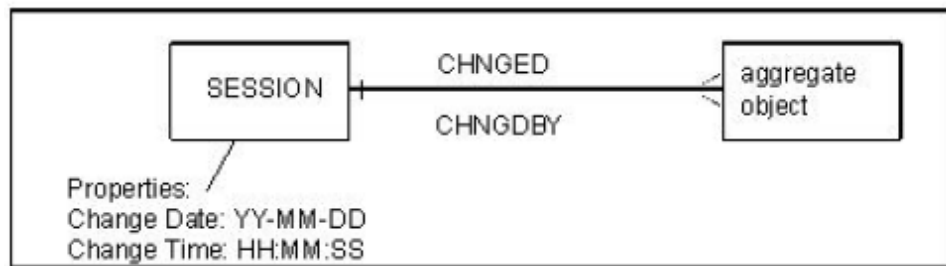 CHNGED
SESSION
CHNGDBY
aggregate
object
Properties:
Change Date: YY-MM-DD
Change Time: HH:MM:SS